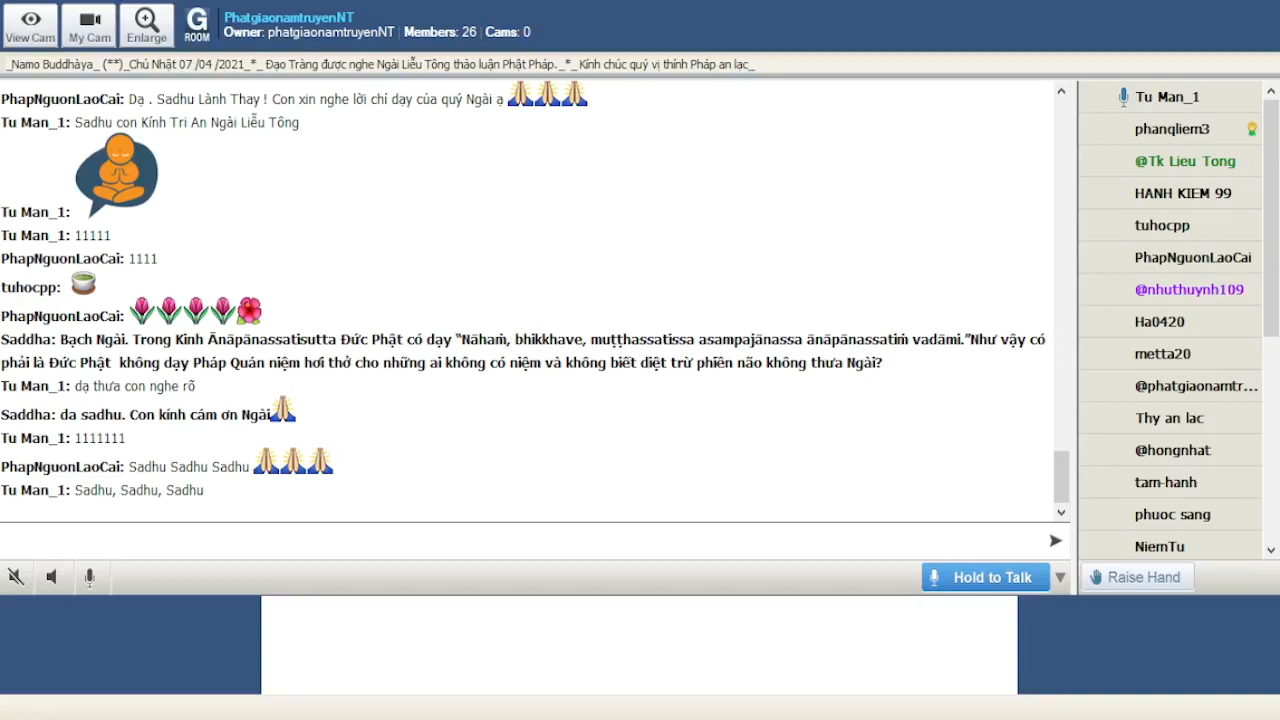 View Cam
My Cam
Enlarge
G
ROOM
PhatgiaonamtruyenNT
Owner: phatgiaonamtruyenNT | Members: 26 | Cams: 0
_Namo Buddhàya_ (**)_Chủ Nhật 07 /04 /2021_*_ Đạo Tràng được nghe Ngài Liễu Tông thảo luận Phật Pháp._*_Kính chúc quý vị thính Pháp an lạc_
PhapNguonLaoCai: Dạ . Sadhu Lành Thay ! Con xin nghe lời chỉ dạy của quý Ngài ạ
Tu Man_1: Sadhu con Kính Tri An Ngài Liễu Tông
Tu Man_1:
Tu Man_1: 11111
PhapNguonLaoCai: 1111
tuhocpp:
PhapNguonLaoCai:
Saddha: Bạch Ngài. Trong Kinh Ānāpānassatisutta Đức Phật có dạy “Nāhaṁ, bhikkhave, muṭṭhassatissa asampajānassa ānāpānassatiṁ vadāmi.”Như vậy có
phải là Đức Phật không dạy Pháp Quán niệm hơi thở cho những ai không có niệm và không biết diệt trừ phiền não không thưa Ngài?
Tu Man_1: dạ thưa con nghe rõ
Saddha: da sadhu. Con kính cám ơn Ngài
Tu Man_1: 1111111
PhapNguonLaoCai: Sadhu Sadhu Sadhu
Tu Man_1: Sadhu, Sadhu, Sadhu
Hold to Talk
Tu Man_1
phanqliem3
@Tk Lieu Tong
HANH KIEM 99
tuhocpp
PhapNguonLaoCai
@nhuthuynh109
Ha0420
metta20
@phatgiaonamtr...
Thy an lac
@hongnhat
tam-hanh
phuoc sang
NiemTu
Raise Hand